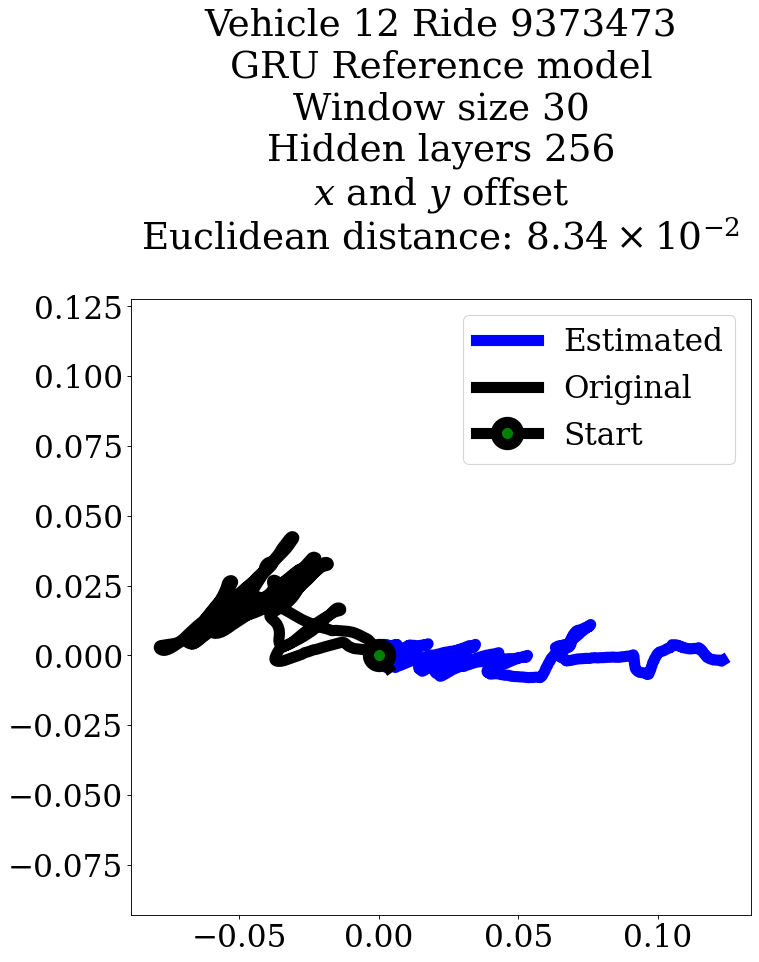 Vehicle 12 Ride 9373473
GRU Reference model
Window size 30
Hidden layers 256
x and y offset
Euclidean distance: 8.34 × 10⁻²
Estimated
Original
Start
0.125
0.100
0.075
0.050
0.025
0.000
−0.025
−0.050
−0.075
−0.05 0.00 0.05 0.10